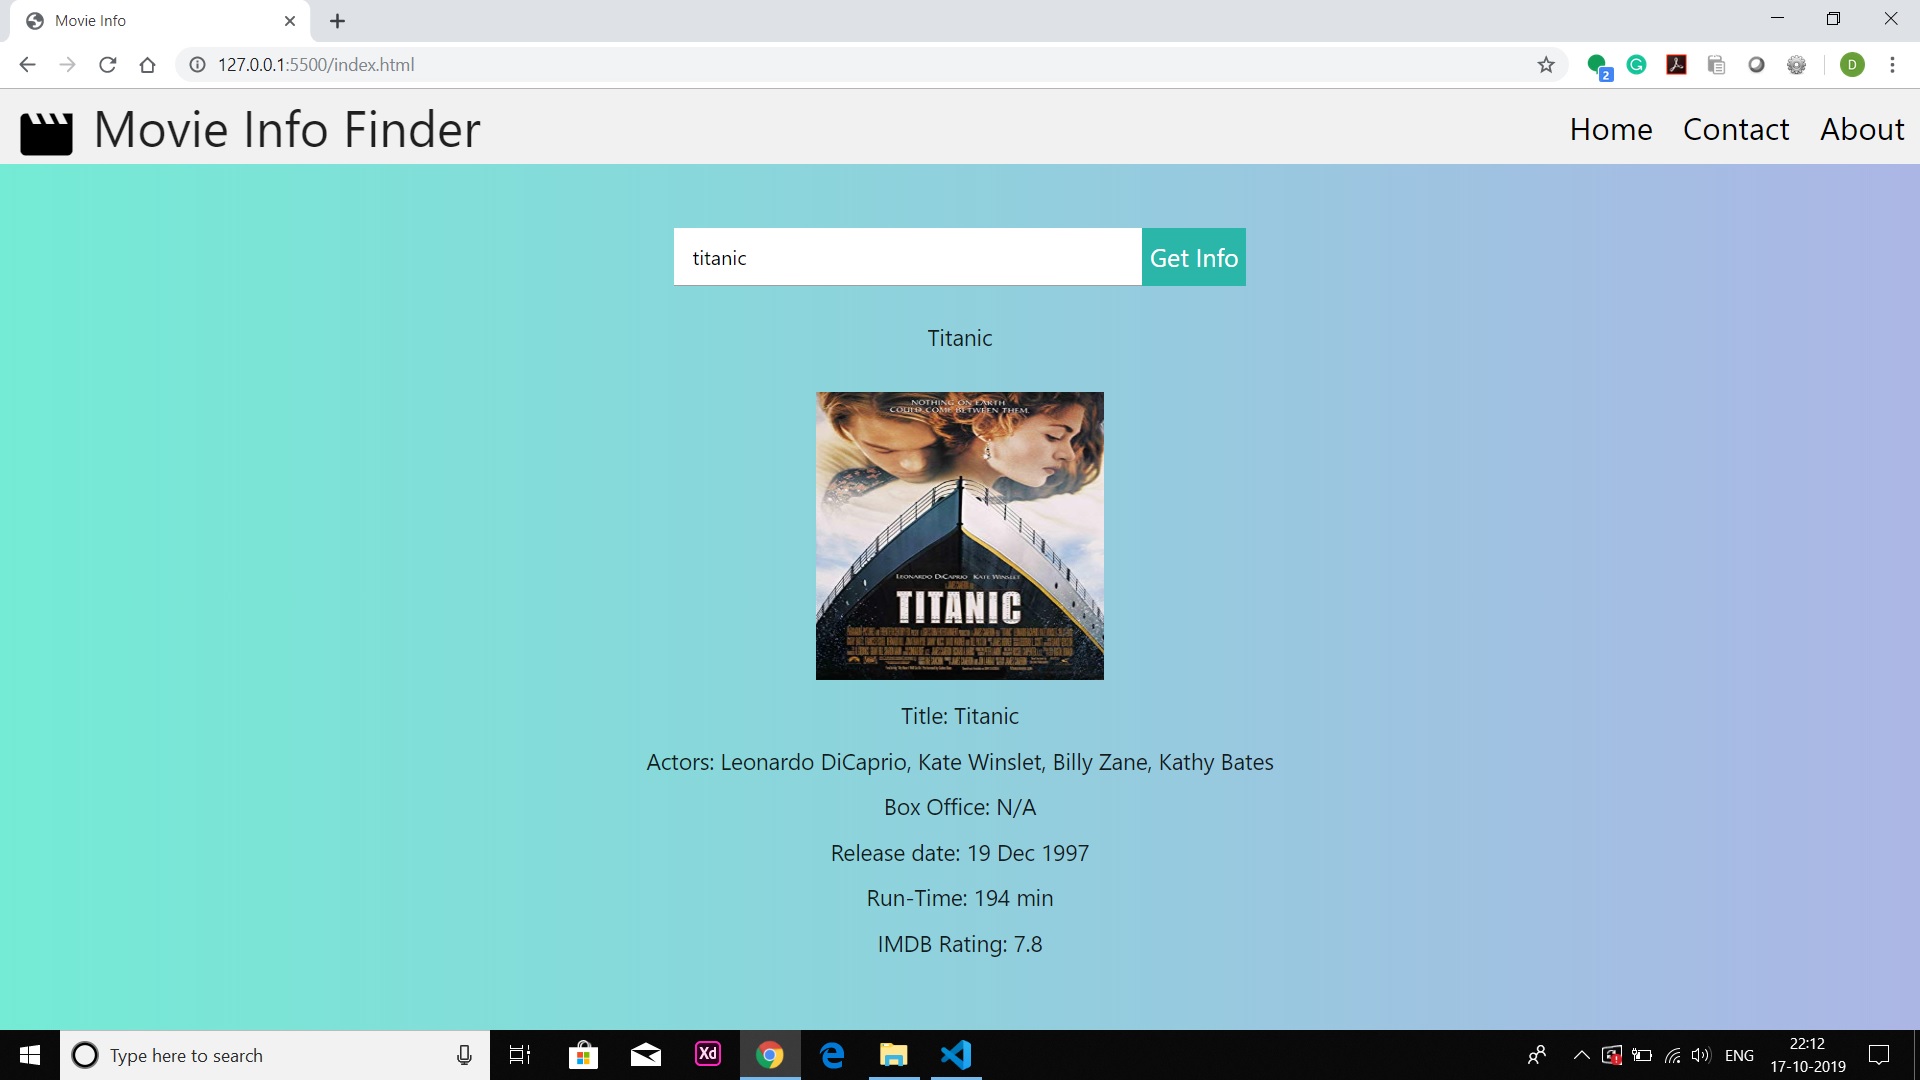 Movie Info
127.0.0.1:5500/index.html
2
D
Movie Info Finder
Home Contact About
titanic
Get Info
Titanic
NOTHING ON EARTH
COULD COME BETWEEN THEM.
LEONARDO DICAPRIO KATE WINSLET
TITANIC
Title: Titanic
Actors: Leonardo DiCaprio, Kate Winslet, Billy Zane, Kathy Bates
Box Office: N/A
Release date: 19 Dec 1997
Run-Time: 194 min
IMDB Rating: 7.8
Type here to search
Xd
ENG
22:12
17-10-2019